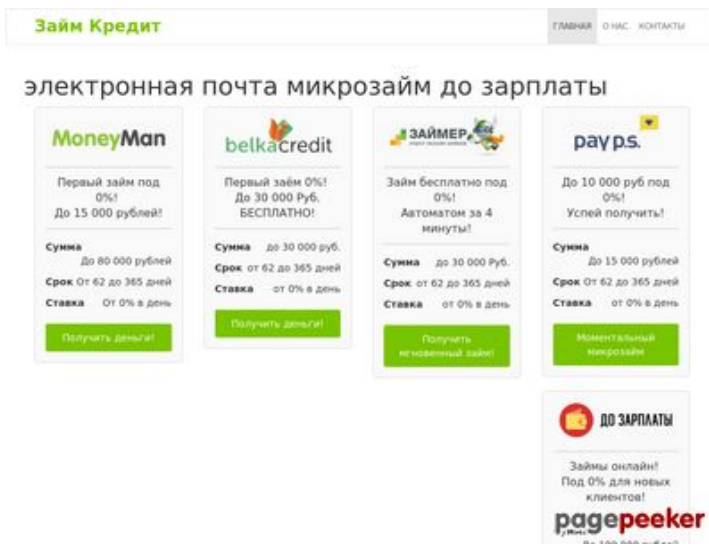 Займ Кредит
ГЛАВНАЯ О НАС КОНТАКТЫ
электронная почта микрозайм до зарплаты
MoneyMan
Первый займ под
0%!
До 15 000 рублей!
Сумма
До 80 000 рублей
Срок От 62 до 365 дней
Ставка От 0% в день
Получить деньги!
belkacredit
Первый заём 0%!
До 30 000 Руб.
БЕСПЛАТНО!
Сумма до 30 000 руб.
Срок от 62 до 365 дней
Ставка от 0% в день
Получить деньги!
ЗАЙМЕР
Займ бесплатно под
0%!
Автоматом за 4
минуты!
Сумма до 30 000 Руб.
Срок от 62 до 365 дней
Ставка от 0% в день
Получить
мгновенный займ!
pay p.s.
До 10 000 руб под
0%!
Успей получить!
Сумма
До 15 000 рублей
Срок От 62 до 365 дней
Ставка от 0% в день
Моментальный
микрозайм
ДО ЗАРПЛАТЫ
Займы онлайн!
Под 0% для новых
клиентов!
pagepeeker
До 100 000 рублей